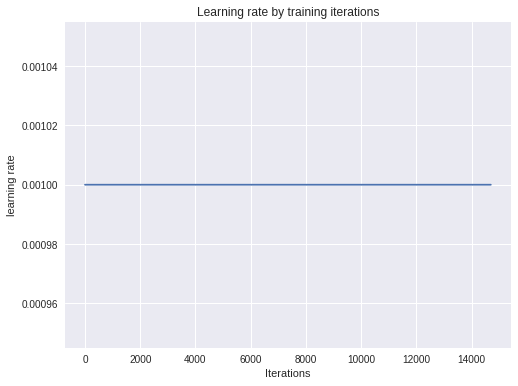 Learning rate by training iterations
learning rate
0.00104
0.00102
0.00100
0.00098
0.00096
0 2000 4000 6000 8000 10000 12000 14000
Iterations